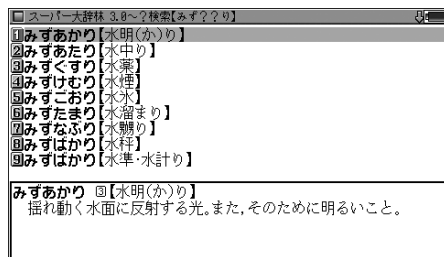 スーパー大辞林 3.0～?検索【みず??り】
1みずあかり【水明(か)り】
2みずあたり【水中り】
3みずぐすり【水薬】
4みずけむり【水煙】
5みずごおり【水氷】
6みずたまり【水溜まり】
7みずなぶり【水嬲り】
8みずばかり【水秤】
9みずばかり【水準・水計り】
みずあかり ③【水明(か)り】
揺れ動く水面に反射する光。また,そのために明るいこと。